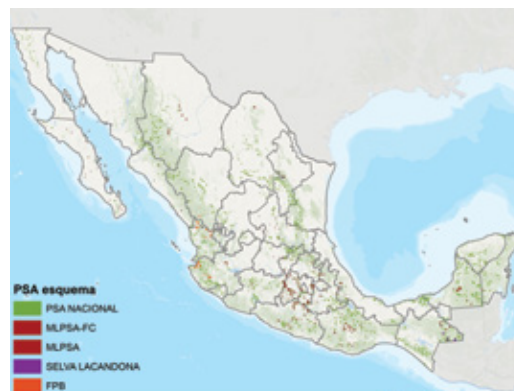 PSA esquema
PSA NACIONAL
MLPSA-FC
MLPSA
SELVA LACANDONA
FPB